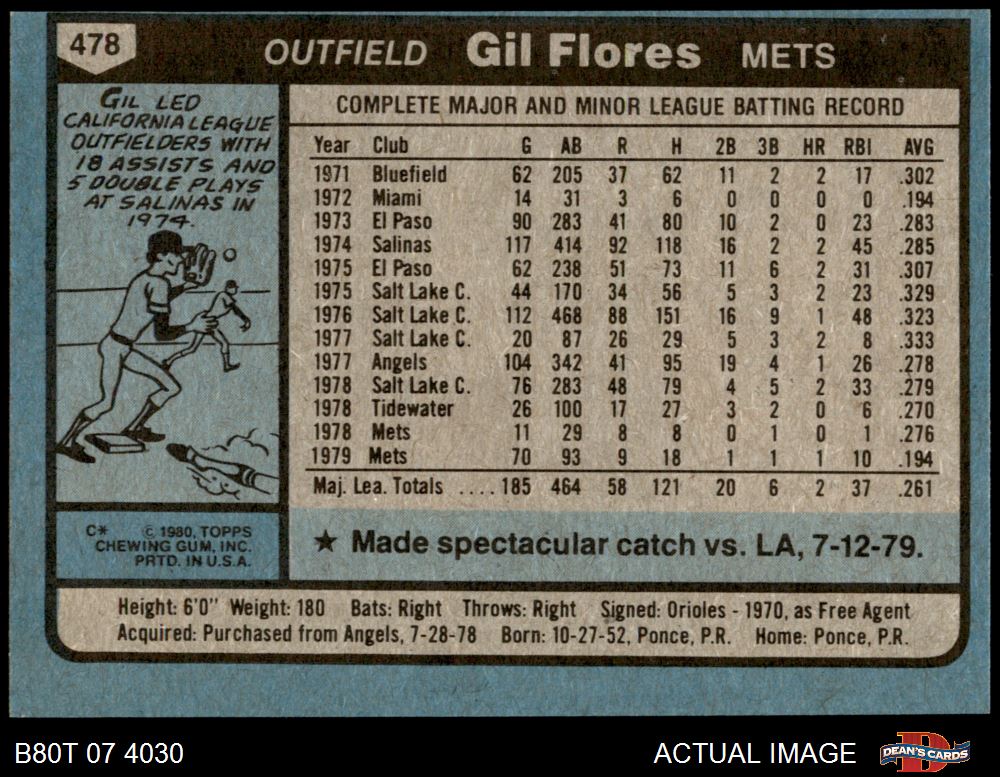 478 OUTFIELD Gil Flores METS
GIL LED
CALIFORNIA LEAGUE
OUTFIELDERS WITH
18 ASSISTS AND
5 DOUBLE PLAYS
AT SALINAS IN
1974.
COMPLETE MAJOR AND MINOR LEAGUE BATTING RECORD
Year Club G AB R H 2B 3B HR RBI AVG
1971 Bluefield 62 205 37 62 11 2 2 17 .302
1972 Miami 14 31 3 6 0 0 0 0 .194
1973 El Paso 90 283 41 80 10 2 0 23 .283
1974 Salinas 117 414 92 118 16 2 2 45 .285
1975 El Paso 62 238 51 73 11 6 2 31 .307
1975 Salt Lake C. 44 170 34 56 5 3 2 23 .329
1976 Salt Lake C. 112 468 88 151 16 9 1 48 .323
1977 Salt Lake C. 20 87 26 29 5 3 2 8 .333
1977 Angels 104 342 41 95 19 4 1 26 .278
1978 Salt Lake C. 76 283 48 79 4 5 2 33 .279
1978 Tidewater 26 100 17 27 3 2 0 6 .270
1978 Mets 11 29 8 8 0 1 0 1 .276
1979 Mets 70 93 9 18 1 1 1 10 .194
Maj. Lea. Totals ....185 464 58 121 20 6 2 37 .261
C* © 1980, TOPPS
CHEWING GUM, INC.
PRTD. IN U.S.A.
★ Made spectacular catch vs. LA, 7-12-79.
Height: 6'0" Weight: 180 Bats: Right Throws: Right Signed: Orioles - 1970, as Free Agent
Acquired: Purchased from Angels, 7-28-78 Born: 10-27-52, Ponce, P.R. Home: Ponce, P.R.
B80T 07 4030 ACTUAL IMAGE DEAN'S CARDS